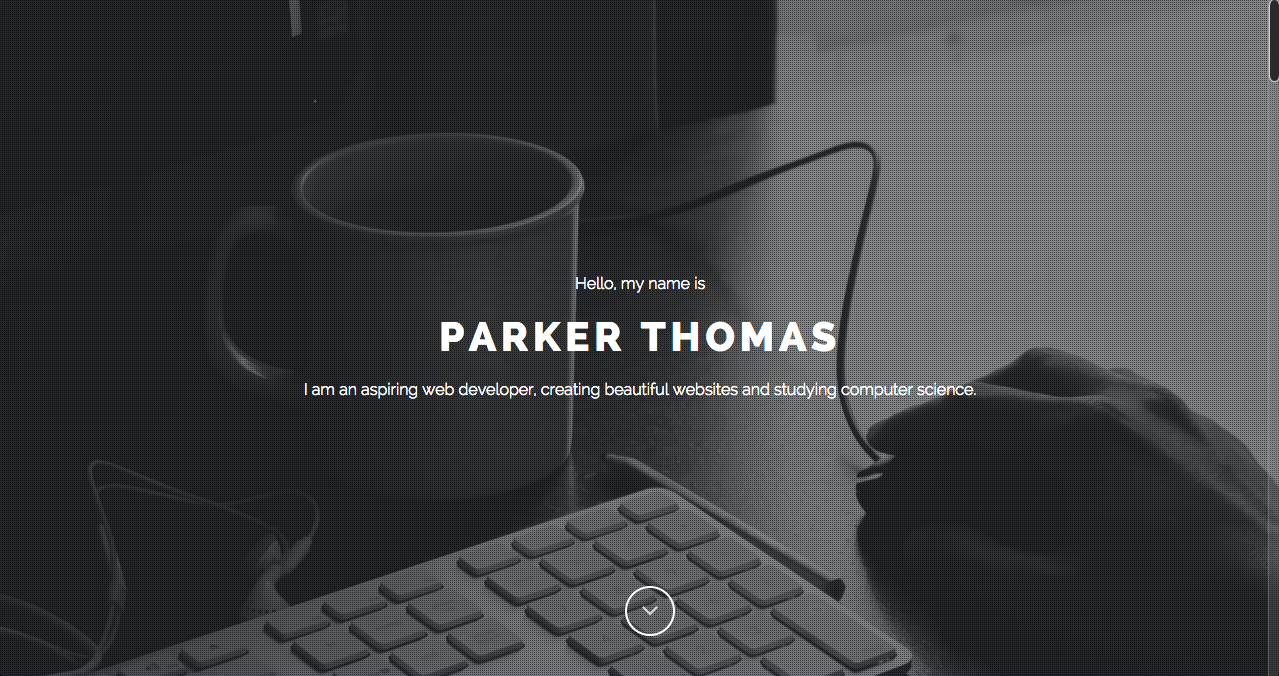 Hello, my name is
PARKER THOMAS
I am an aspiring web developer, creating beautiful websites and studying computer science.